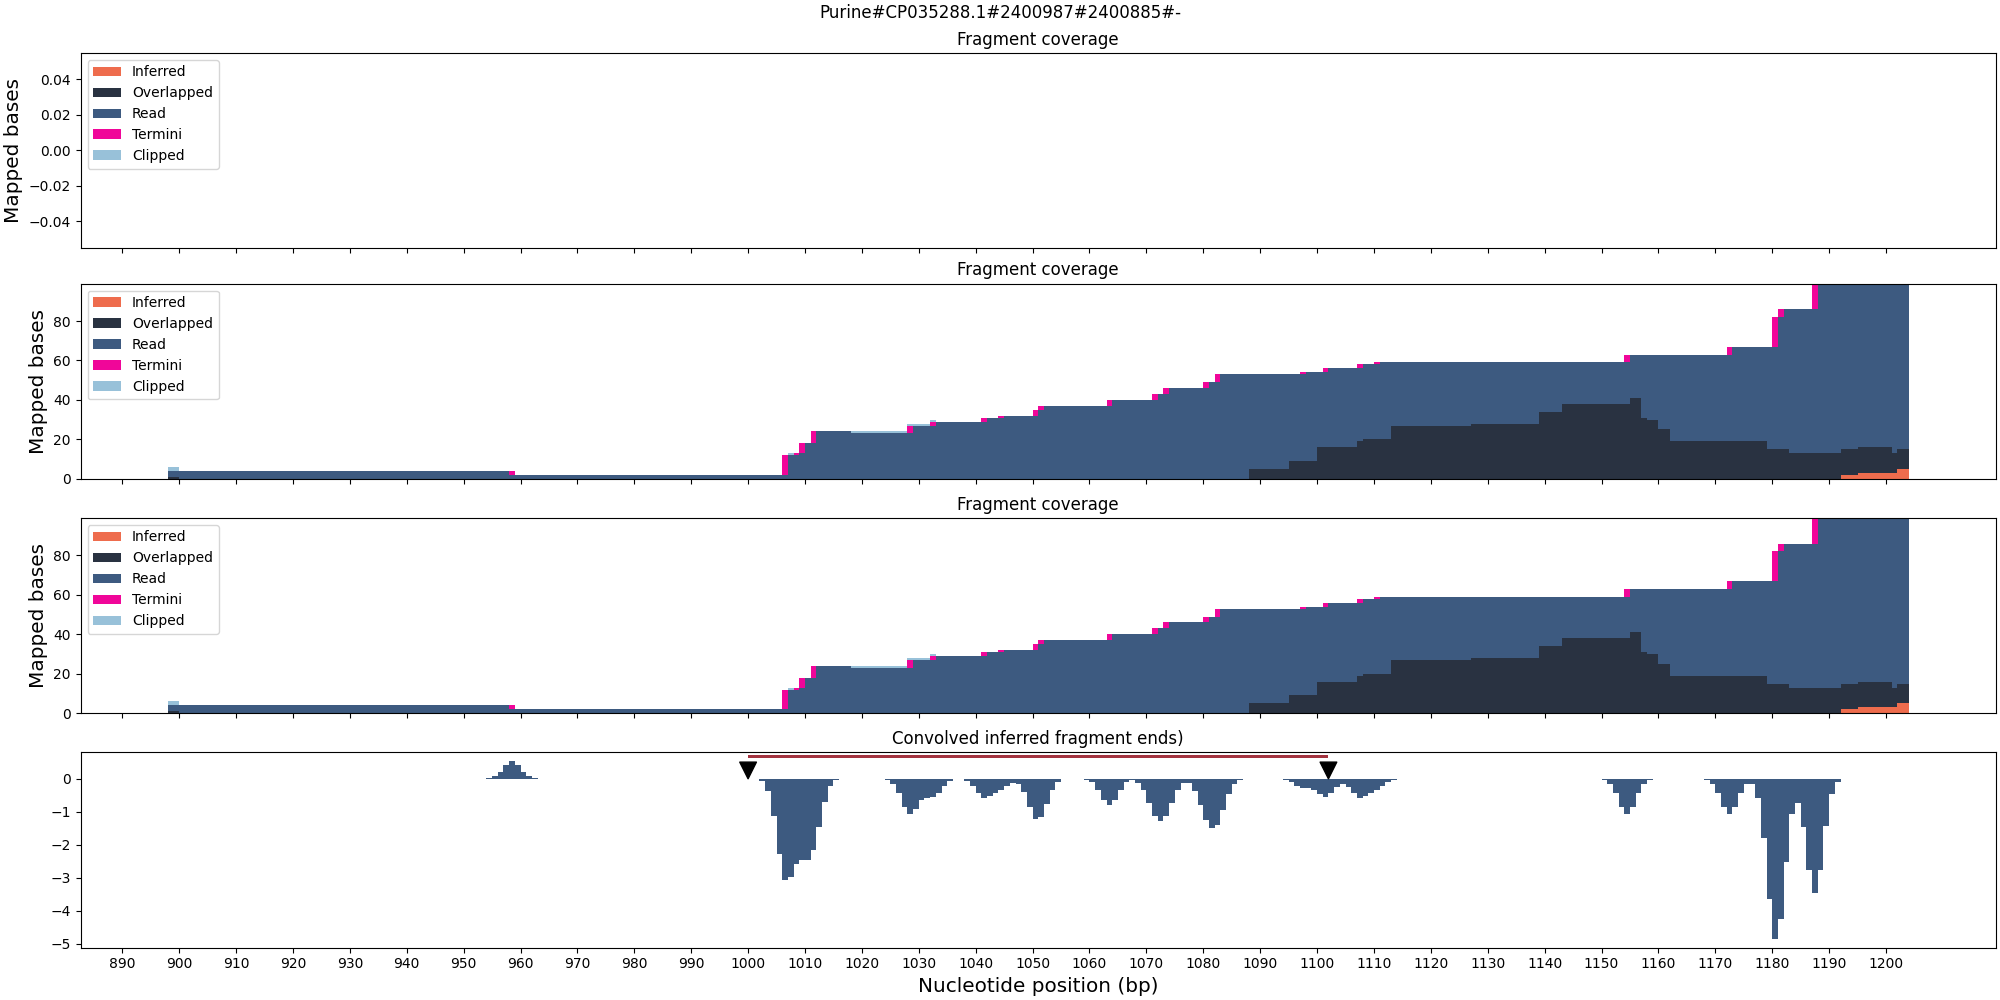 Purine#CP035288.1#2400987#2400885#-
Fragment coverage
Mapped bases
0.04
0.02
0.00
−0.02
−0.04
Inferred
Overlapped
Read
Termini
Clipped
Fragment coverage
Mapped bases
80
60
40
20
0
Inferred
Overlapped
Read
Termini
Clipped
Fragment coverage
Mapped bases
80
60
40
20
0
Inferred
Overlapped
Read
Termini
Clipped
Convolved inferred fragment ends)
0
−1
−2
−3
−4
−5
890 900 910 920 930 940 950 960 970 980 990 1000 1010 1020 1030 1040 1050 1060 1070 1080 1090 1100 1110 1120 1130 1140 1150 1160 1170 1180 1190 1200
Nucleotide position (bp)